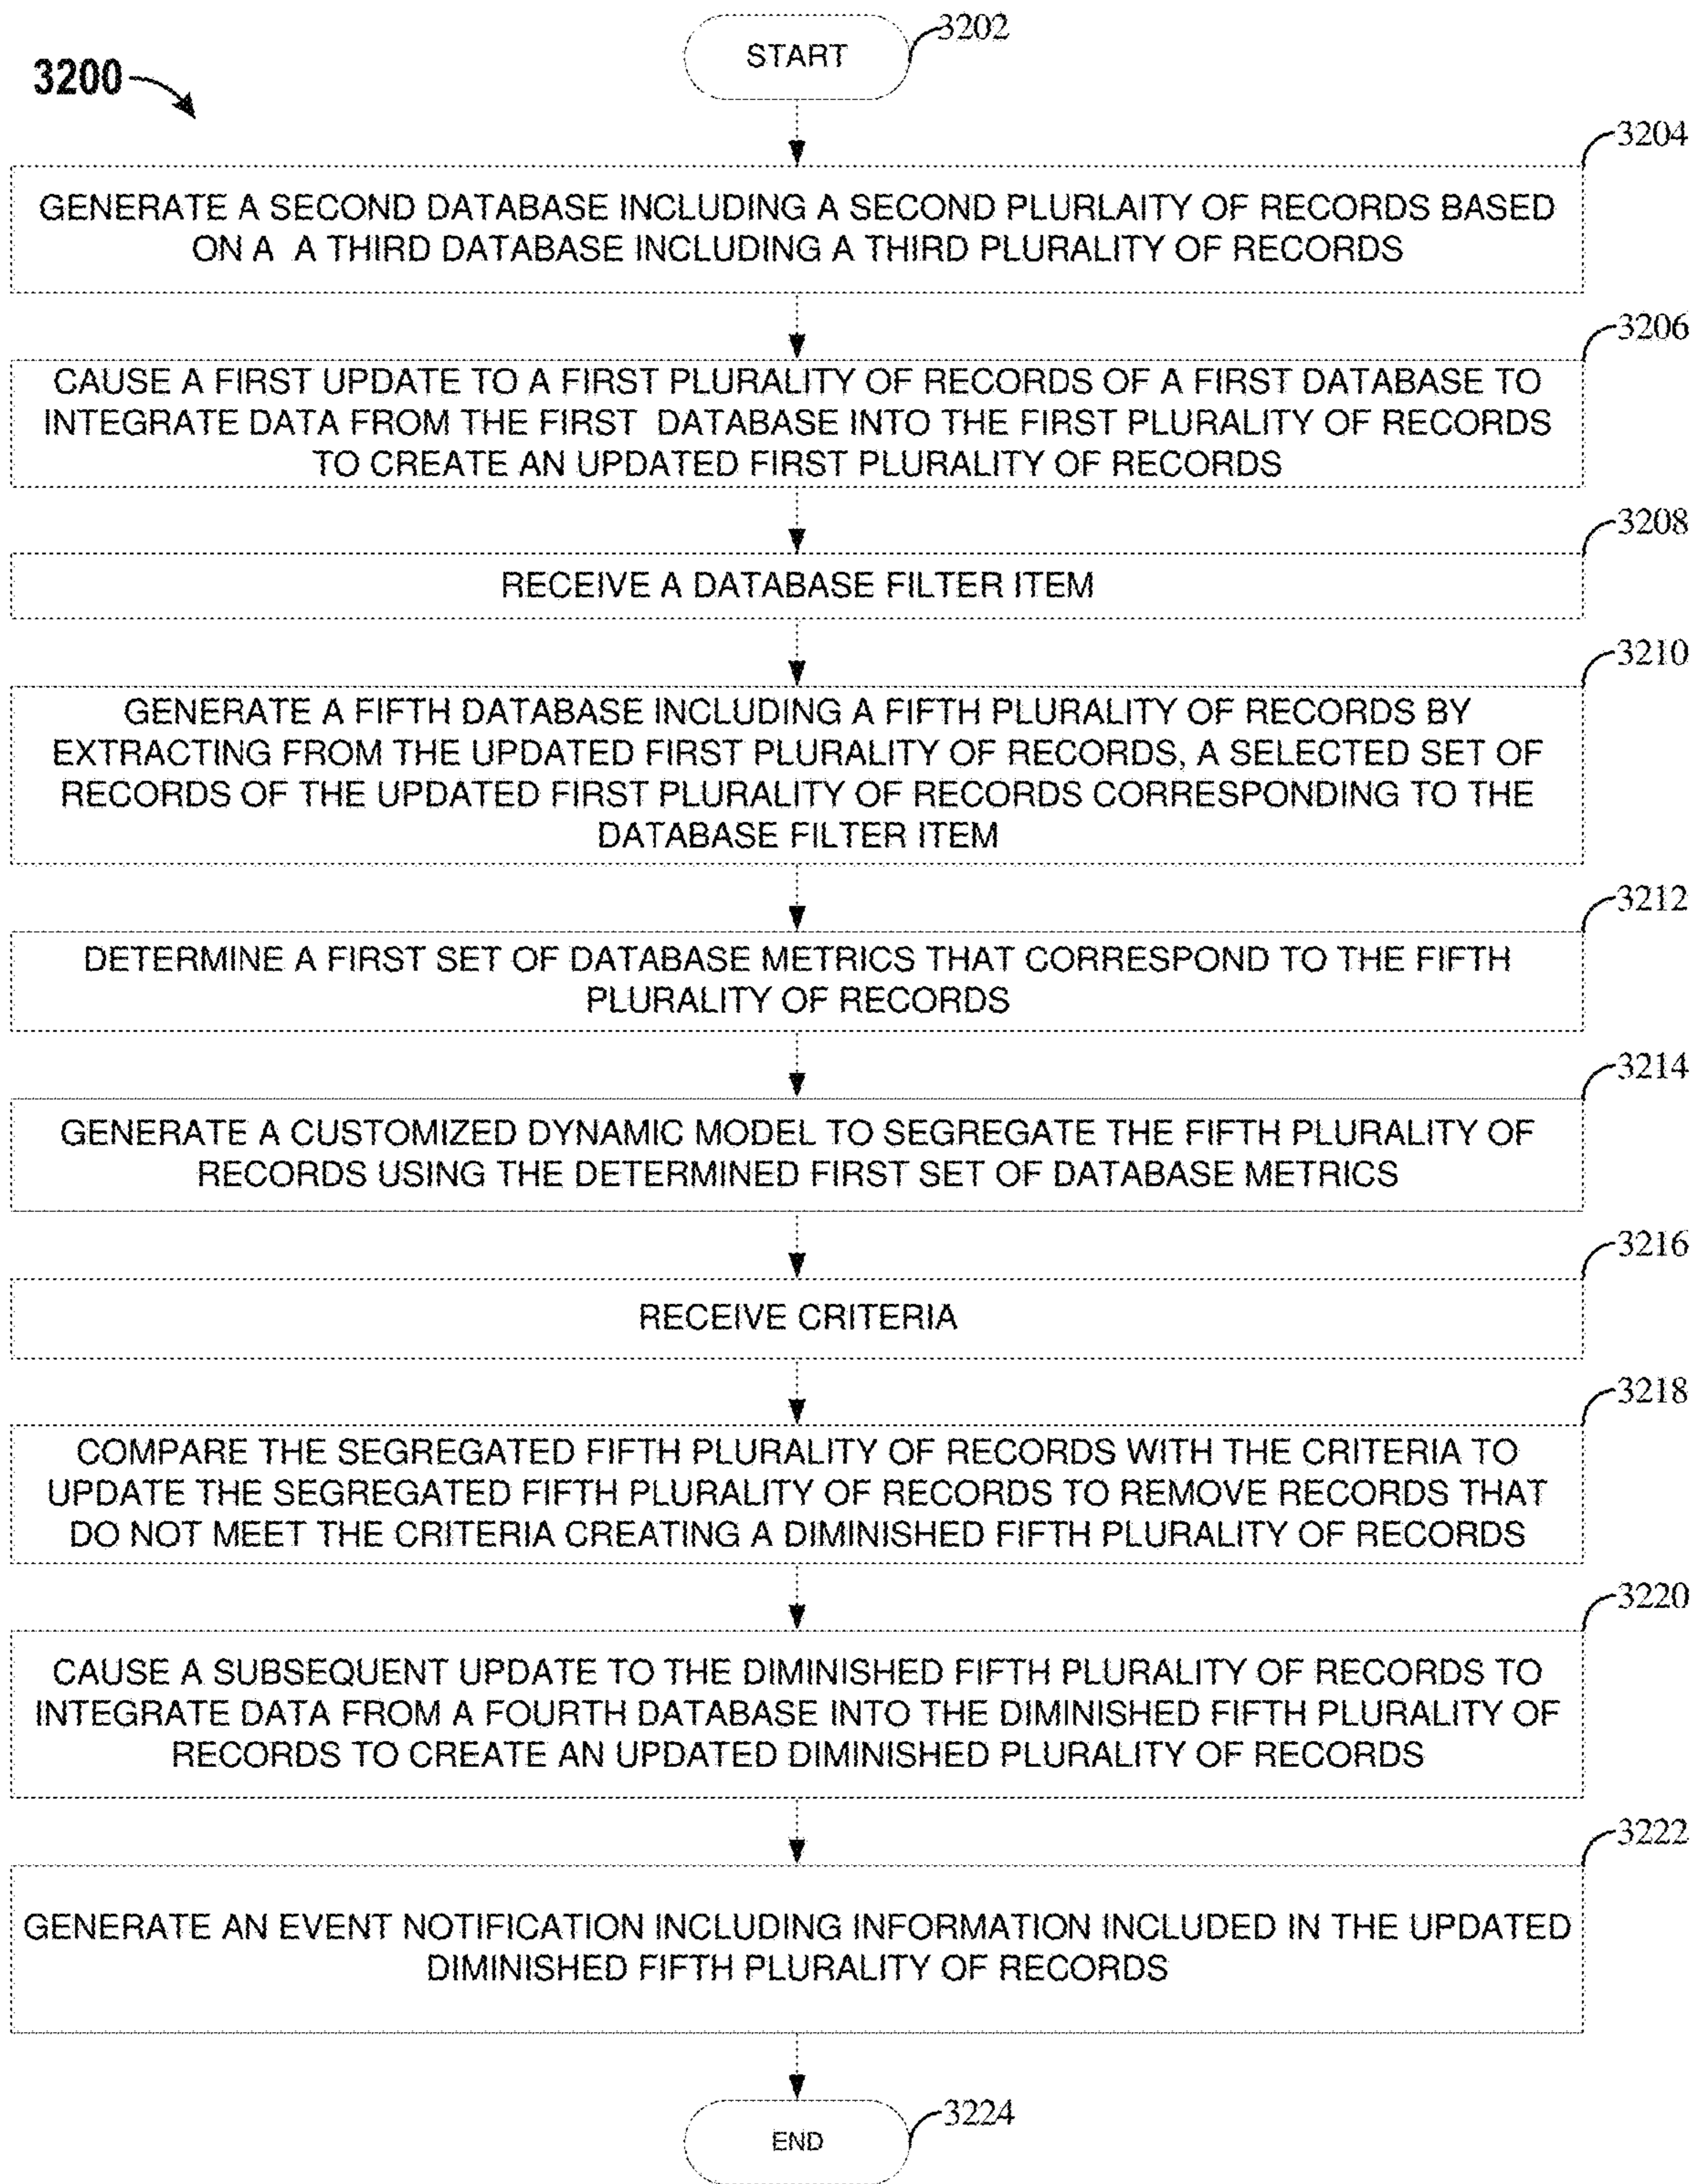 3200
START
3202
3204
GENERATE A SECOND DATABASE INCLUDING A SECOND PLURLAITY OF RECORDS BASED
ON A  A THIRD DATABASE INCLUDING A THIRD PLURALITY OF RECORDS
3206
CAUSE A FIRST UPDATE TO A FIRST PLURALITY OF RECORDS OF A FIRST DATABASE TO
INTEGRATE DATA FROM THE FIRST  DATABASE INTO THE FIRST PLURALITY OF RECORDS
TO CREATE AN UPDATED FIRST PLURALITY OF RECORDS
3208
RECEIVE A DATABASE FILTER ITEM
3210
GENERATE A FIFTH DATABASE INCLUDING A FIFTH PLURALITY OF RECORDS BY
EXTRACTING FROM THE UPDATED FIRST PLURALITY OF RECORDS, A SELECTED SET OF
RECORDS OF THE UPDATED FIRST PLURALITY OF RECORDS CORRESPONDING TO THE
DATABASE FILTER ITEM
3212
DETERMINE A FIRST SET OF DATABASE METRICS THAT CORRESPOND TO THE FIFTH
PLURALITY OF RECORDS
3214
GENERATE A CUSTOMIZED DYNAMIC MODEL TO SEGREGATE THE FIFTH PLURALITY OF
RECORDS USING THE DETERMINED FIRST SET OF DATABASE METRICS
3216
RECEIVE CRITERIA
3218
COMPARE THE SEGREGATED FIFTH PLURALITY OF RECORDS WITH THE CRITERIA TO
UPDATE THE SEGREGATED FIFTH PLURALITY OF RECORDS TO REMOVE RECORDS THAT
DO NOT MEET THE CRITERIA CREATING A DIMINISHED FIFTH PLURALITY OF RECORDS
3220
CAUSE A SUBSEQUENT UPDATE TO THE DIMINISHED FIFTH PLURALITY OF RECORDS TO
INTEGRATE DATA FROM A FOURTH DATABASE INTO THE DIMINISHED FIFTH PLURALITY OF
RECORDS TO CREATE AN UPDATED DIMINISHED PLURALITY OF RECORDS
3222
GENERATE AN EVENT NOTIFICATION INCLUDING INFORMATION INCLUDED IN THE UPDATED
DIMINISHED FIFTH PLURALITY OF RECORDS
3224
END